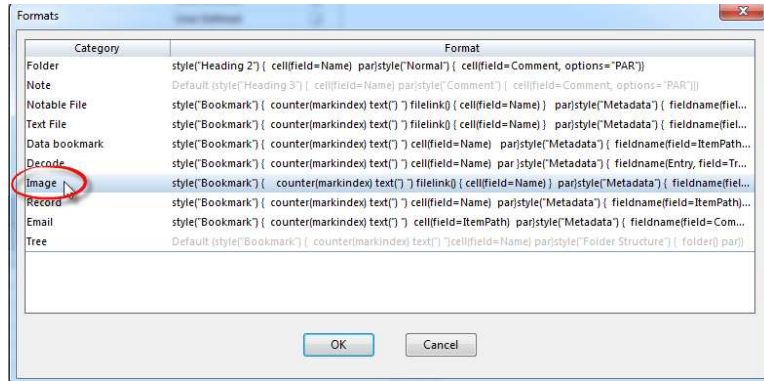 Formats
Category Format
Folder style("Heading 2") { cell(field=Name) par}style("Normal") { cell(field=Comment, options="PAR")}
Note Default (style("Heading 3") { cell(field=Name) par}style("Comment") { cell(field=Comment, options="PAR")})
Notable File style("Bookmark") { counter(markindex) text(") ") filelink() { cell(field=Name) } par}style("Metadata") { fieldname(fiel...
Text File style("Bookmark") { counter(markindex) text(") ") filelink() { cell(field=Name) } par}style("Metadata") { fieldname(fiel...
Data bookmark style("Bookmark") { counter(markindex) text(") ") cell(field=Name) par}style("Metadata") { fieldname(field=ItemPath...
Decode style("Bookmark") { counter(markindex) text(") ") cell(field=Name) par }style("Metadata") { fieldname(Entry, field=Tr...
Image style("Bookmark") { counter(markindex) text(") ") filelink() { cell(field=Name) } par}style("Metadata") { fieldname(fiel...
Record style("Bookmark") { counter(markindex) text(") ") cell(field=Name) par}style("Metadata") { fieldname(field=ItemPath)...
Email style("Bookmark") { counter(markindex) text(") ") cell(field=ItemPath) par}style("Metadata") { fieldname(field=Com...
Tree Default (style("Bookmark") { counter(markindex) text(") ")cell(field=Name) par}style("Folder Structure") { folder() par})
OK Cancel